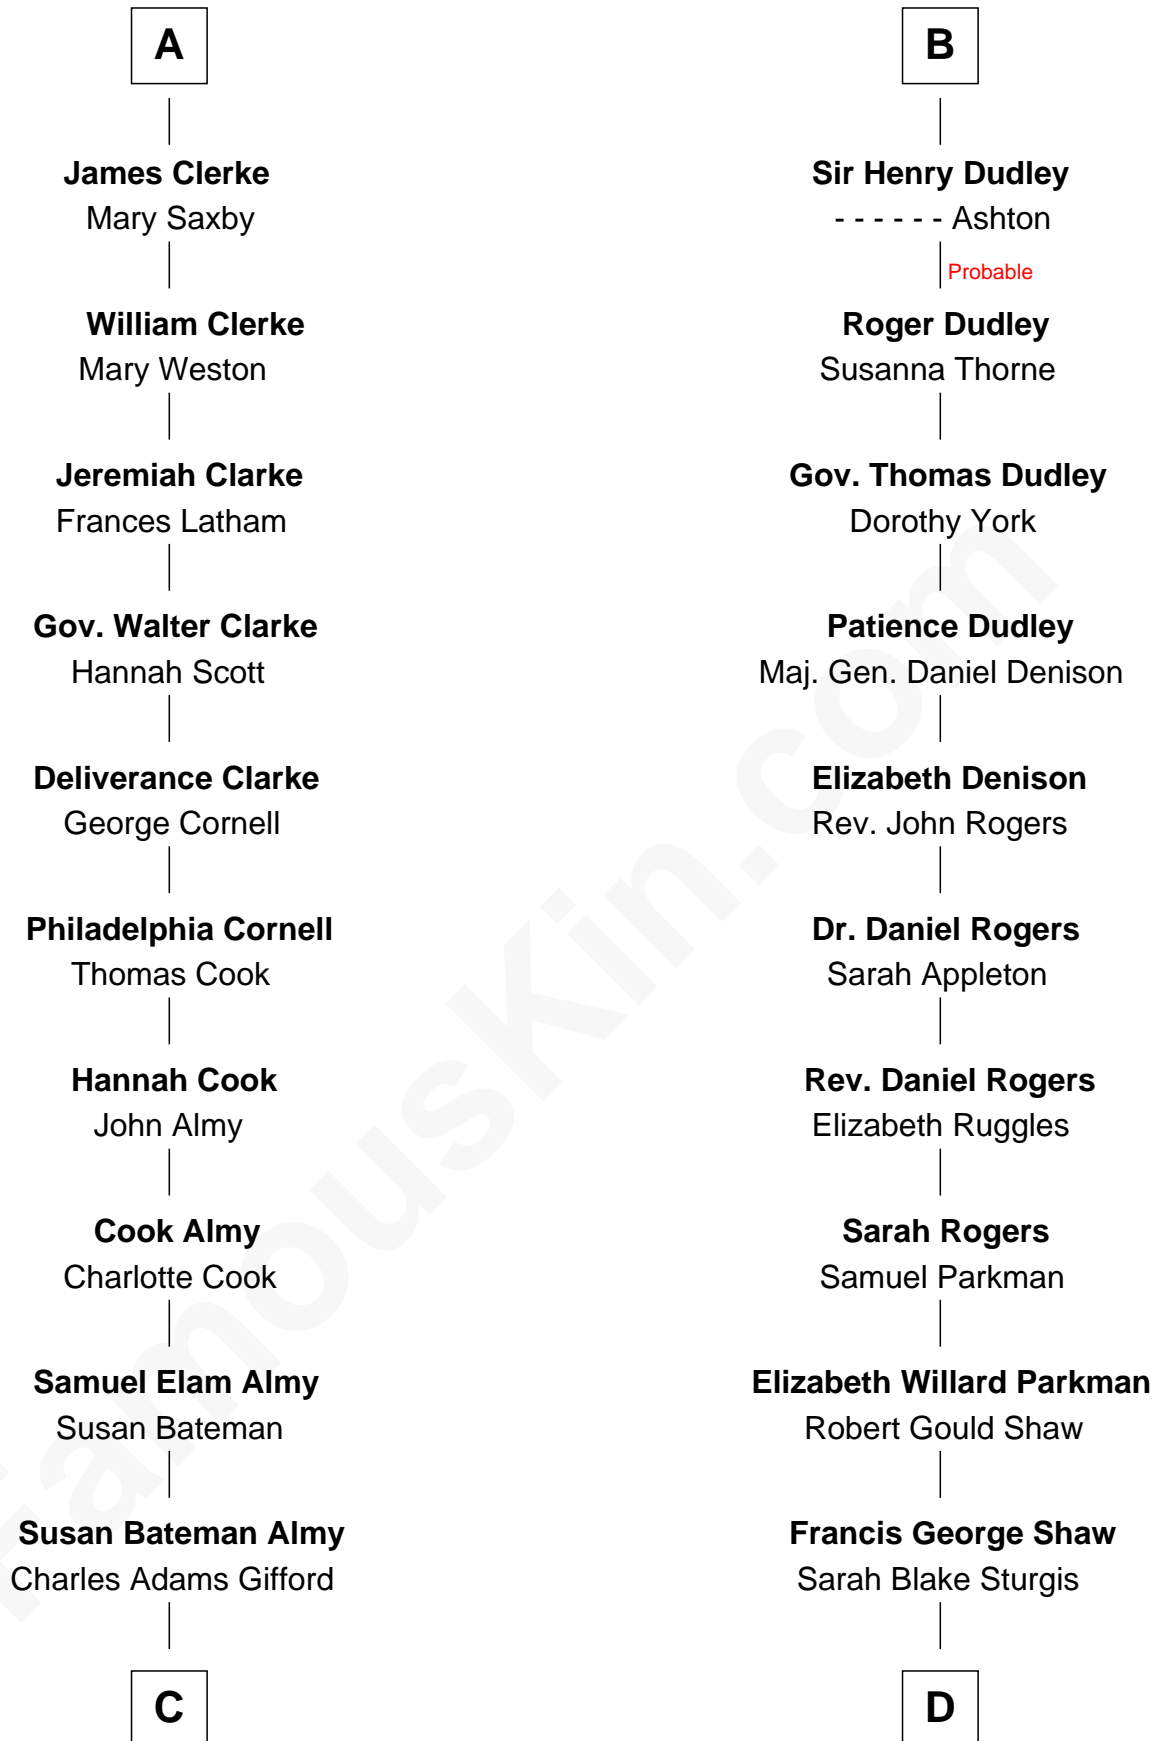 A
James Clerke
Mary Saxby
William Clerke
Mary Weston
Jeremiah Clarke
Frances Latham
Gov. Walter Clarke
Hannah Scott
Deliverance Clarke
George Cornell
Philadelphia Cornell
Thomas Cook
Hannah Cook
John Almy
Cook Almy
Charlotte Cook
Samuel Elam Almy
Susan Bateman
Susan Bateman Almy
Charles Adams Gifford
C
B
Sir Henry Dudley
- - - - - - Ashton
Probable
Roger Dudley
Susanna Thorne
Gov. Thomas Dudley
Dorothy York
Patience Dudley
Maj. Gen. Daniel Denison
Elizabeth Denison
Rev. John Rogers
Dr. Daniel Rogers
Sarah Appleton
Rev. Daniel Rogers
Elizabeth Ruggles
Sarah Rogers
Samuel Parkman
Elizabeth Willard Parkman
Robert Gould Shaw
Francis George Shaw
Sarah Blake Sturgis
D
FamousKin.com